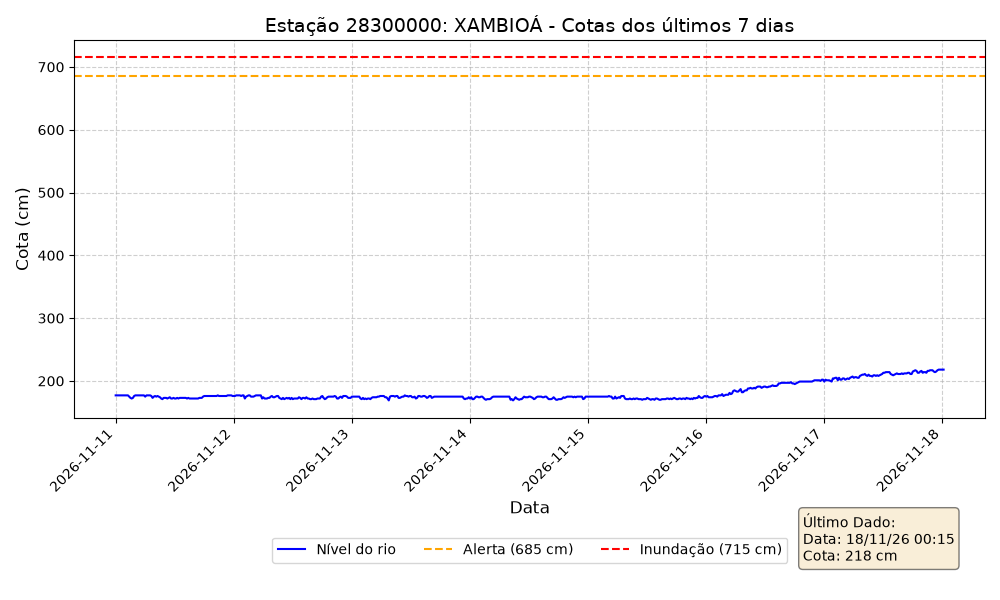 Estação 28300000: XAMBIOÁ - Cotas dos últimos 7 dias
Cota (cm)
700
600
500
400
300
200
2026-11-11
2026-11-12
2026-11-13
2026-11-14
2026-11-15
2026-11-16
2026-11-17
2026-11-18
Data
Nível do rio
Alerta (685 cm)
Inundação (715 cm)
Último Dado:
Data: 18/11/26 00:15
Cota: 218 cm